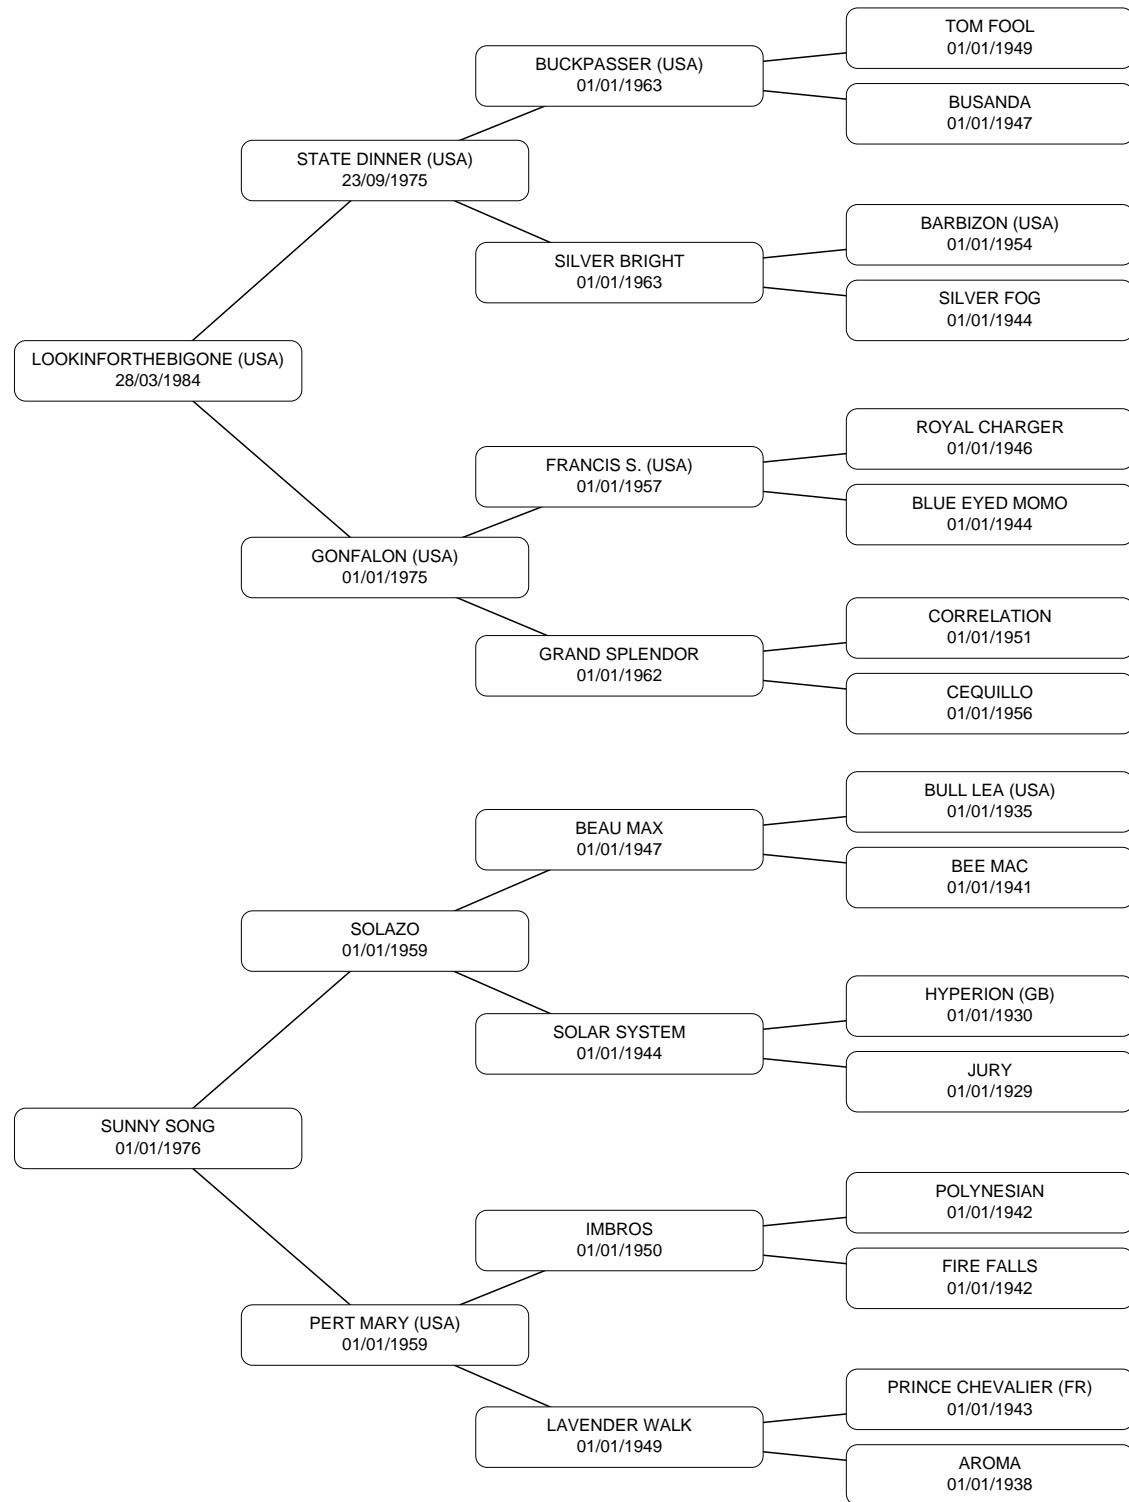 TOM FOOL
01/01/1949
BUCKPASSER (USA)
01/01/1963
BUSANDA
01/01/1947
STATE DINNER (USA)
23/09/1975
BARBIZON (USA)
01/01/1954
SILVER BRIGHT
01/01/1963
SILVER FOG
01/01/1944
LOOKINFORTHEBIGONE (USA)
28/03/1984
ROYAL CHARGER
01/01/1946
FRANCIS S. (USA)
01/01/1957
BLUE EYED MOMO
01/01/1944
GONFALON (USA)
01/01/1975
CORRELATION
01/01/1951
GRAND SPLENDOR
01/01/1962
CEQUILLO
01/01/1956
BULL LEA (USA)
01/01/1935
BEAU MAX
01/01/1947
BEE MAC
01/01/1941
SOLAZO
01/01/1959
HYPERION (GB)
01/01/1930
SOLAR SYSTEM
01/01/1944
JURY
01/01/1929
SUNNY SONG
01/01/1976
POLYNESIAN
01/01/1942
IMBROS
01/01/1950
FIRE FALLS
01/01/1942
PERT MARY (USA)
01/01/1959
PRINCE CHEVALIER (FR)
01/01/1943
LAVENDER WALK
01/01/1949
AROMA
01/01/1938